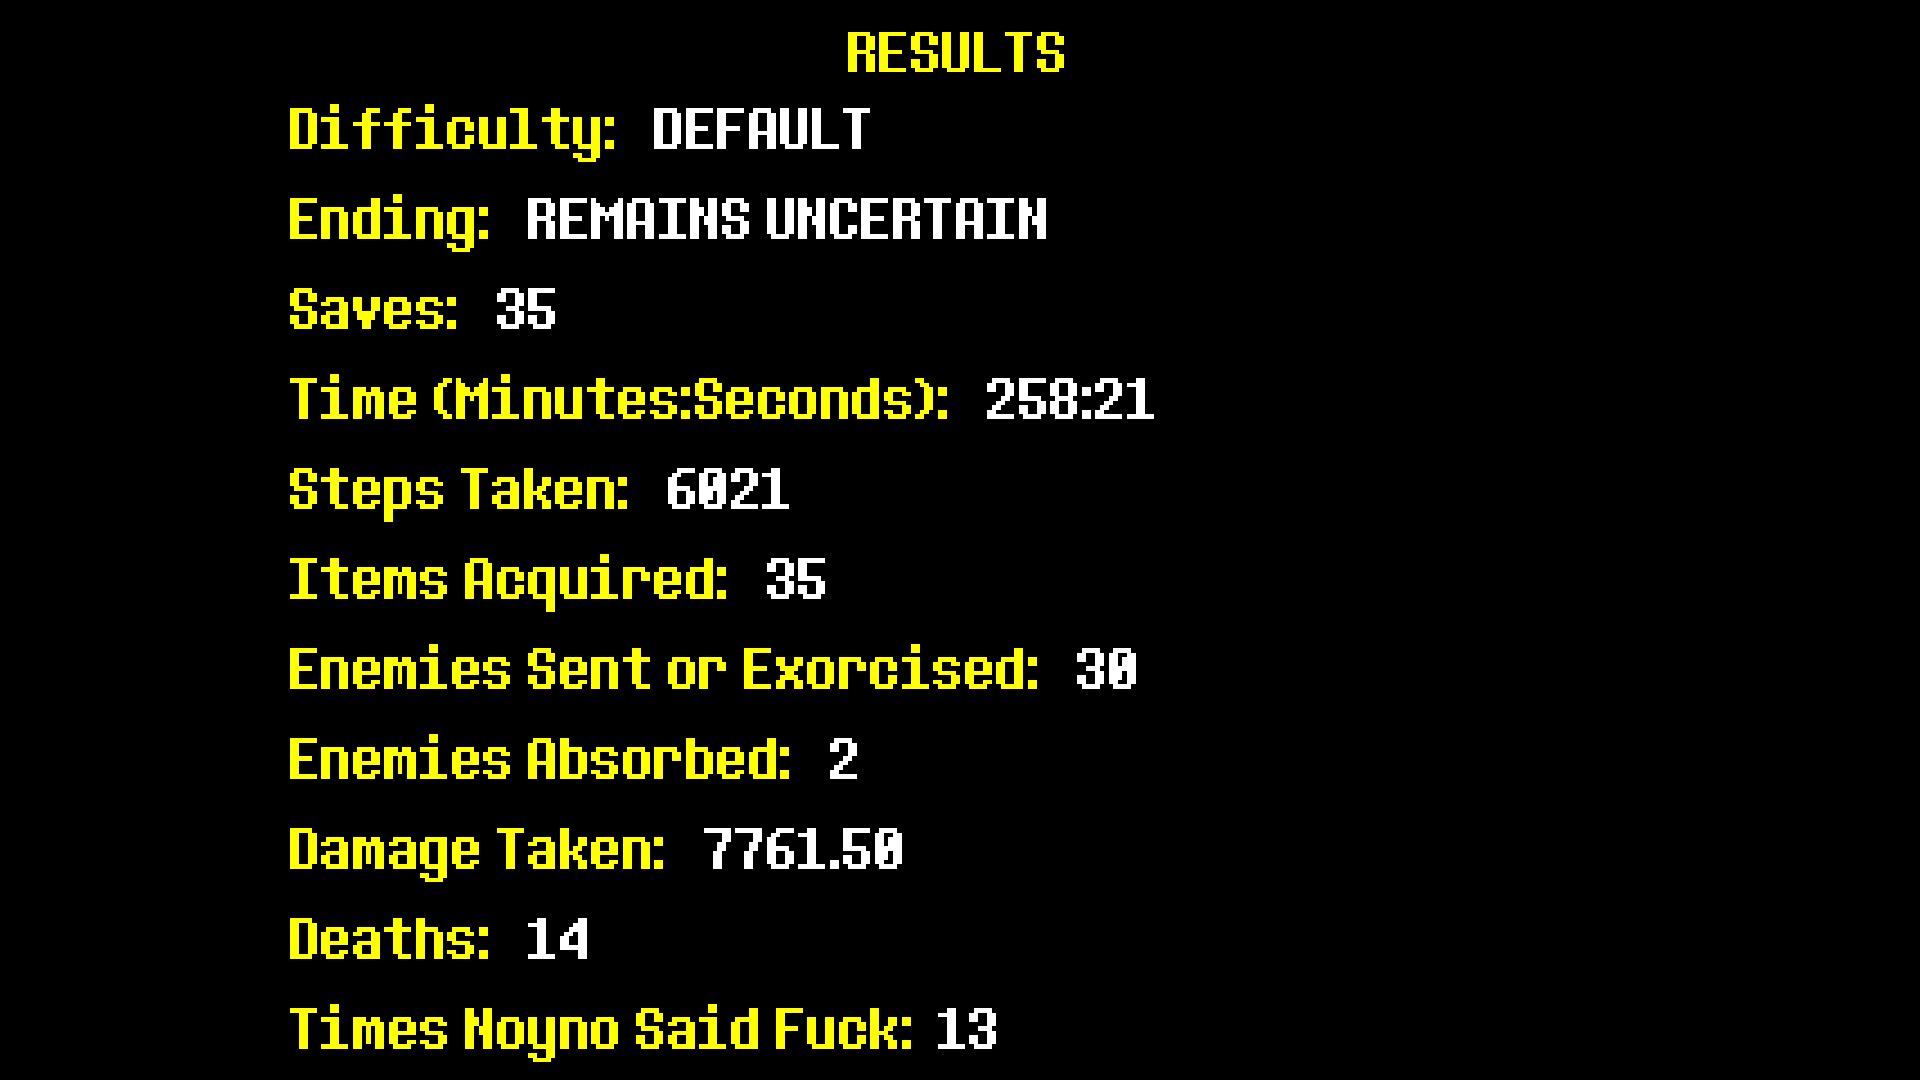 RESULTS
Difficulty: DEFAULT
Ending: REMAINS UNCERTAIN
Saves: 35
Time (Minutes:Seconds): 258:21
Steps Taken: 6021
Items Acquired: 35
Enemies Sent or Exorcised: 30
Enemies Absorbed: 2
Damage Taken: 7761.50
Deaths: 14
Times Noyno Said Fuck: 13